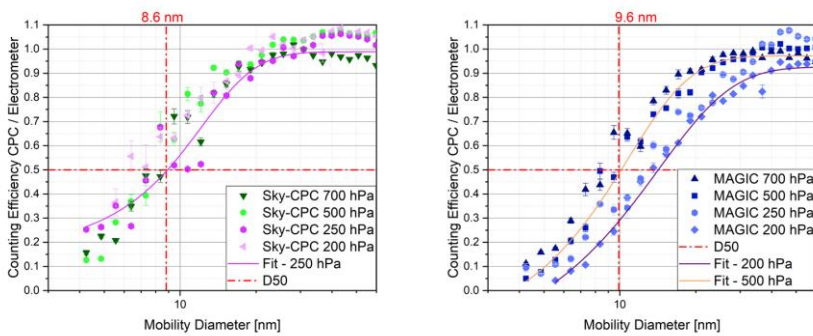 8.6 nm
Counting Efficiency CPC / Electrometer
1.1
1.0
0.9
0.8
0.7
0.6
0.5
0.4
0.3
0.2
0.1
0.0
Sky-CPC 700 hPa
Sky-CPC 500 hPa
Sky-CPC 250 hPa
Sky-CPC 200 hPa
Fit - 250 hPa
D50
10
Mobility Diameter [nm]
9.6 nm
Counting Efficiency CPC / Electrometer
1.1
1.0
0.9
0.8
0.7
0.6
0.5
0.4
0.3
0.2
0.1
0.0
MAGIC 700 hPa
MAGIC 500 hPa
MAGIC 250 hPa
MAGIC 200 hPa
D50
Fit - 200 hPa
Fit - 500 hPa
10
Mobility Diameter [nm]